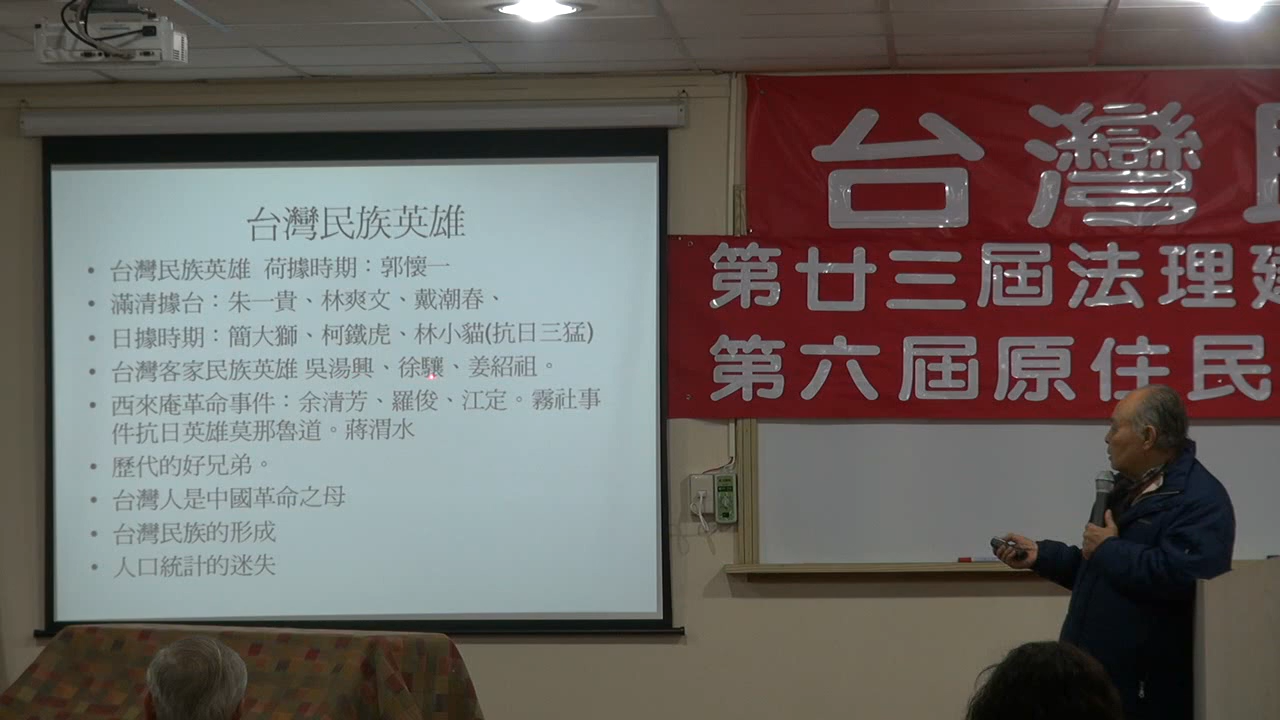 台灣民族英雄
• 台灣民族英雄 荷據時期：郭懷一
• 滿清據台：朱一貴、林爽文、戴潮春、
• 日據時期：簡大獅、柯鐵虎、林小貓(抗日三猛)
• 台灣客家民族英雄 吳湯興、徐驤、姜紹祖。
• 西來庵革命事件：余清芳、羅俊、江定。霧社事
件抗日英雄莫那魯道。蔣渭水
• 歷代的好兄弟。
• 台灣人是中國革命之母
• 台灣民族的形成
• 人口統計的迷失
台灣
第廿三屆法理建
第六屆原住民